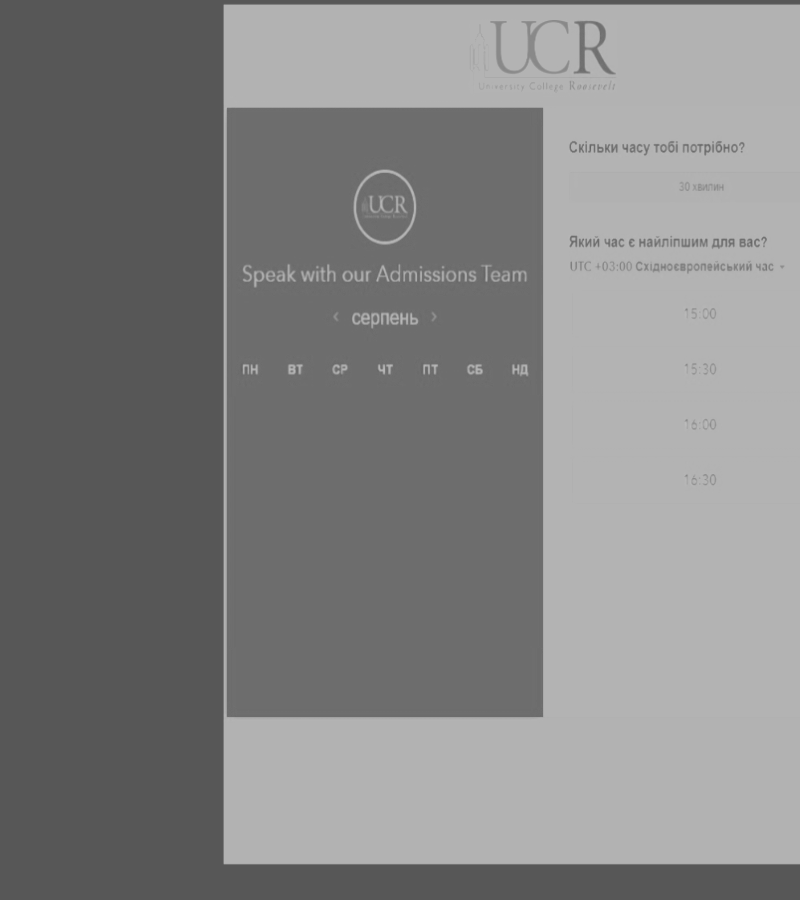 UCR
University College Roosevelt
UCR
Speak with our Admissions Team
‹ серпень ›
ПН ВТ СР ЧТ ПТ СБ НД
Скільки часу тобі потрібно?
30 хвилин
Який час є найліпшим для вас?
UTC +03:00 Східноєвропейський час
15:00
15:30
16:00
16:30